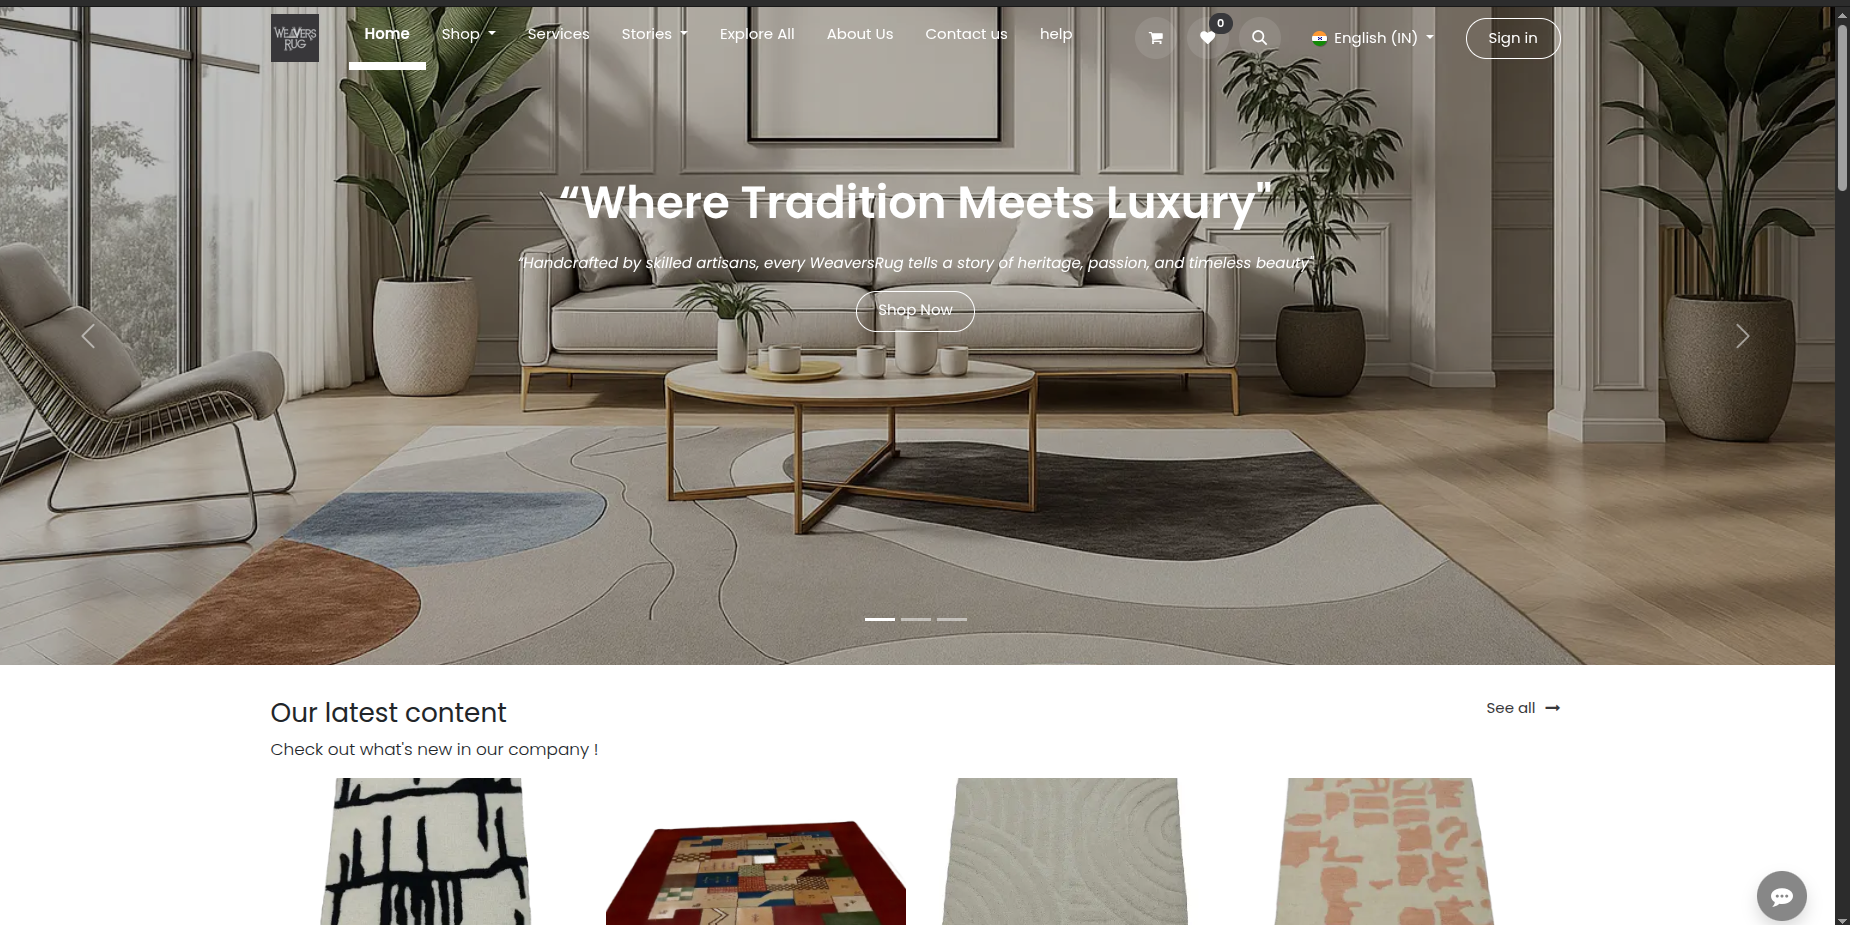 WEAVERS
RUG
Home
Shop
Services
Stories
Explore All
About Us
Contact us
help
0
English (IN)
Sign in
“Where Tradition Meets Luxury"
“Handcrafted by skilled artisans, every WeaversRug tells a story of heritage, passion, and timeless beauty"
Shop Now
Our latest content
See all
Check out what's new in our company !